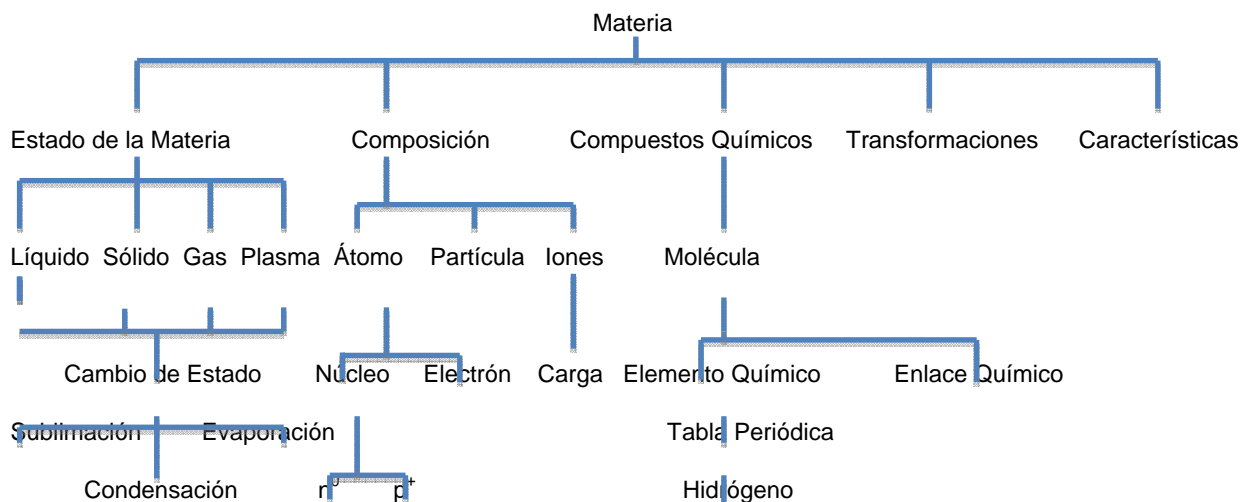 Materia
Estado de la Materia Composición Compuestos Químicos Transformaciones Características
Líquido Sólido Gas Plasma Átomo Partícula Iones Molécula
Cambio de Estado Núcleo Electrón Carga Elemento Químico Enlace Químico
Sublimación Evaporación Tabla Periódica
Condensación n⁰ p⁺ Hidrógeno